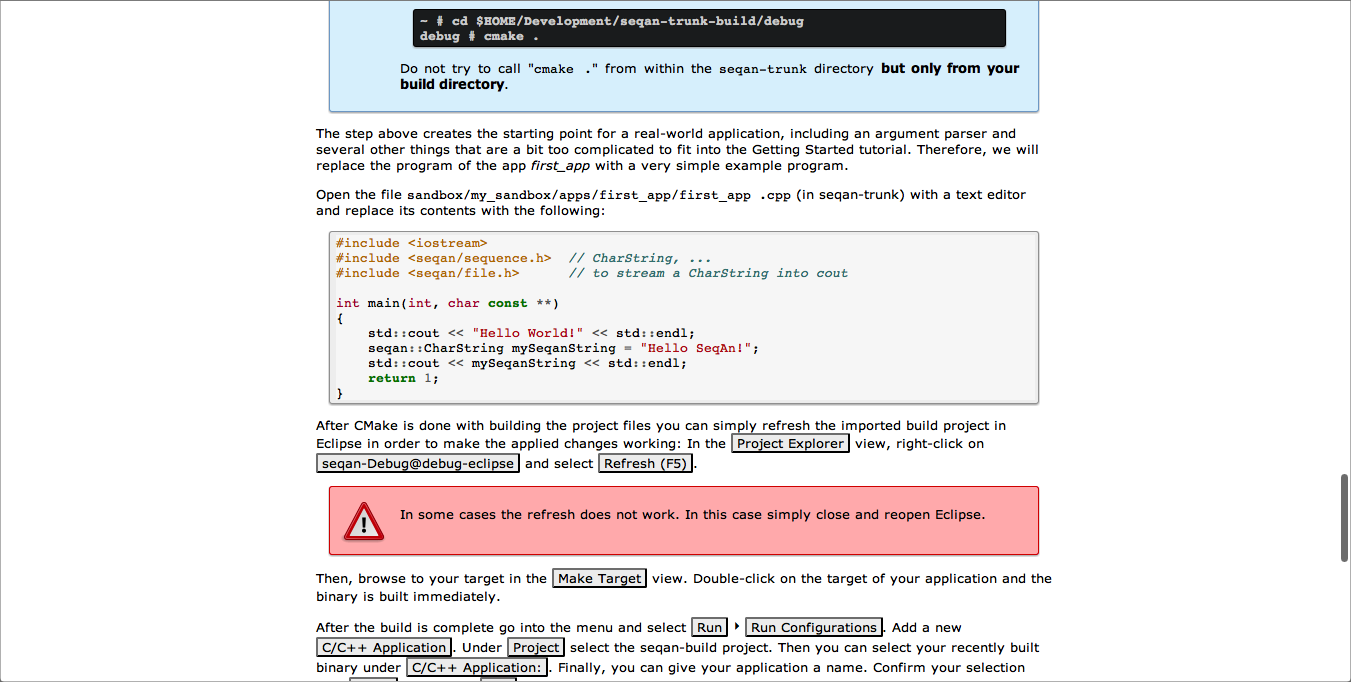 ~ # cd $HOME/Development/seqan-trunk-build/debug
debug # cmake .
Do not try to call "cmake ." from within the seqan-trunk directory but only from your
build directory.
The step above creates the starting point for a real-world application, including an argument parser and
several other things that are a bit too complicated to fit into the Getting Started tutorial. Therefore, we will
replace the program of the app first_app with a very simple example program.
Open the file sandbox/my_sandbox/apps/first_app/first_app .cpp (in seqan-trunk) with a text editor
and replace its contents with the following:
#include <iostream>
#include <seqan/sequence.h>  // CharString, ...
#include <seqan/file.h>      // to stream a CharString into cout
int main(int, char const **)
{
    std::cout << "Hello World!" << std::endl;
    seqan::CharString mySeqanString = "Hello SeqAn!";
    std::cout << mySeqanString << std::endl;
    return 1;
}
After CMake is done with building the project files you can simply refresh the imported build project in
Eclipse in order to make the applied changes working: In the Project Explorer view, right-click on
seqan-Debug@debug-eclipse and select Refresh (F5).
In some cases the refresh does not work. In this case simply close and reopen Eclipse.
Then, browse to your target in the Make Target view. Double-click on the target of your application and the
binary is built immediately.
After the build is complete go into the menu and select Run ‣ Run Configurations. Add a new
C/C++ Application. Under Project select the seqan-build project. Then you can select your recently built
binary under C/C++ Application:. Finally, you can give your application a name. Confirm your selection